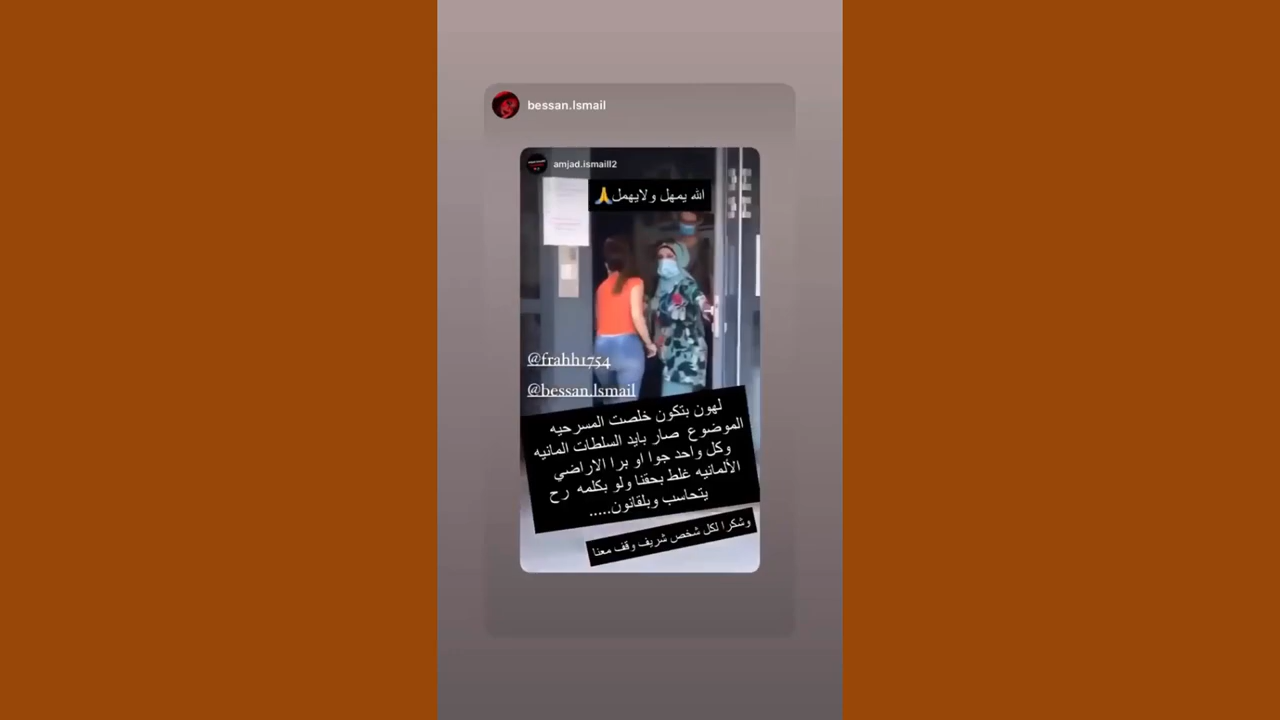 bessan.lsmail
amjad.ismaill2
الله يمهل ولايهمل🙏
@frahh1754
@bessan.lsmail
لهون بتكون خلصت المسرحيه
الموضوع صار بايد السلطات المانيه
وكل واحد جوا او برا الاراضي
الألمانيه غلط بحقنا ولو بكلمه رح
يتحاسب وبلقانون.....
وشكرا لكل شخص شريف وقف معنا